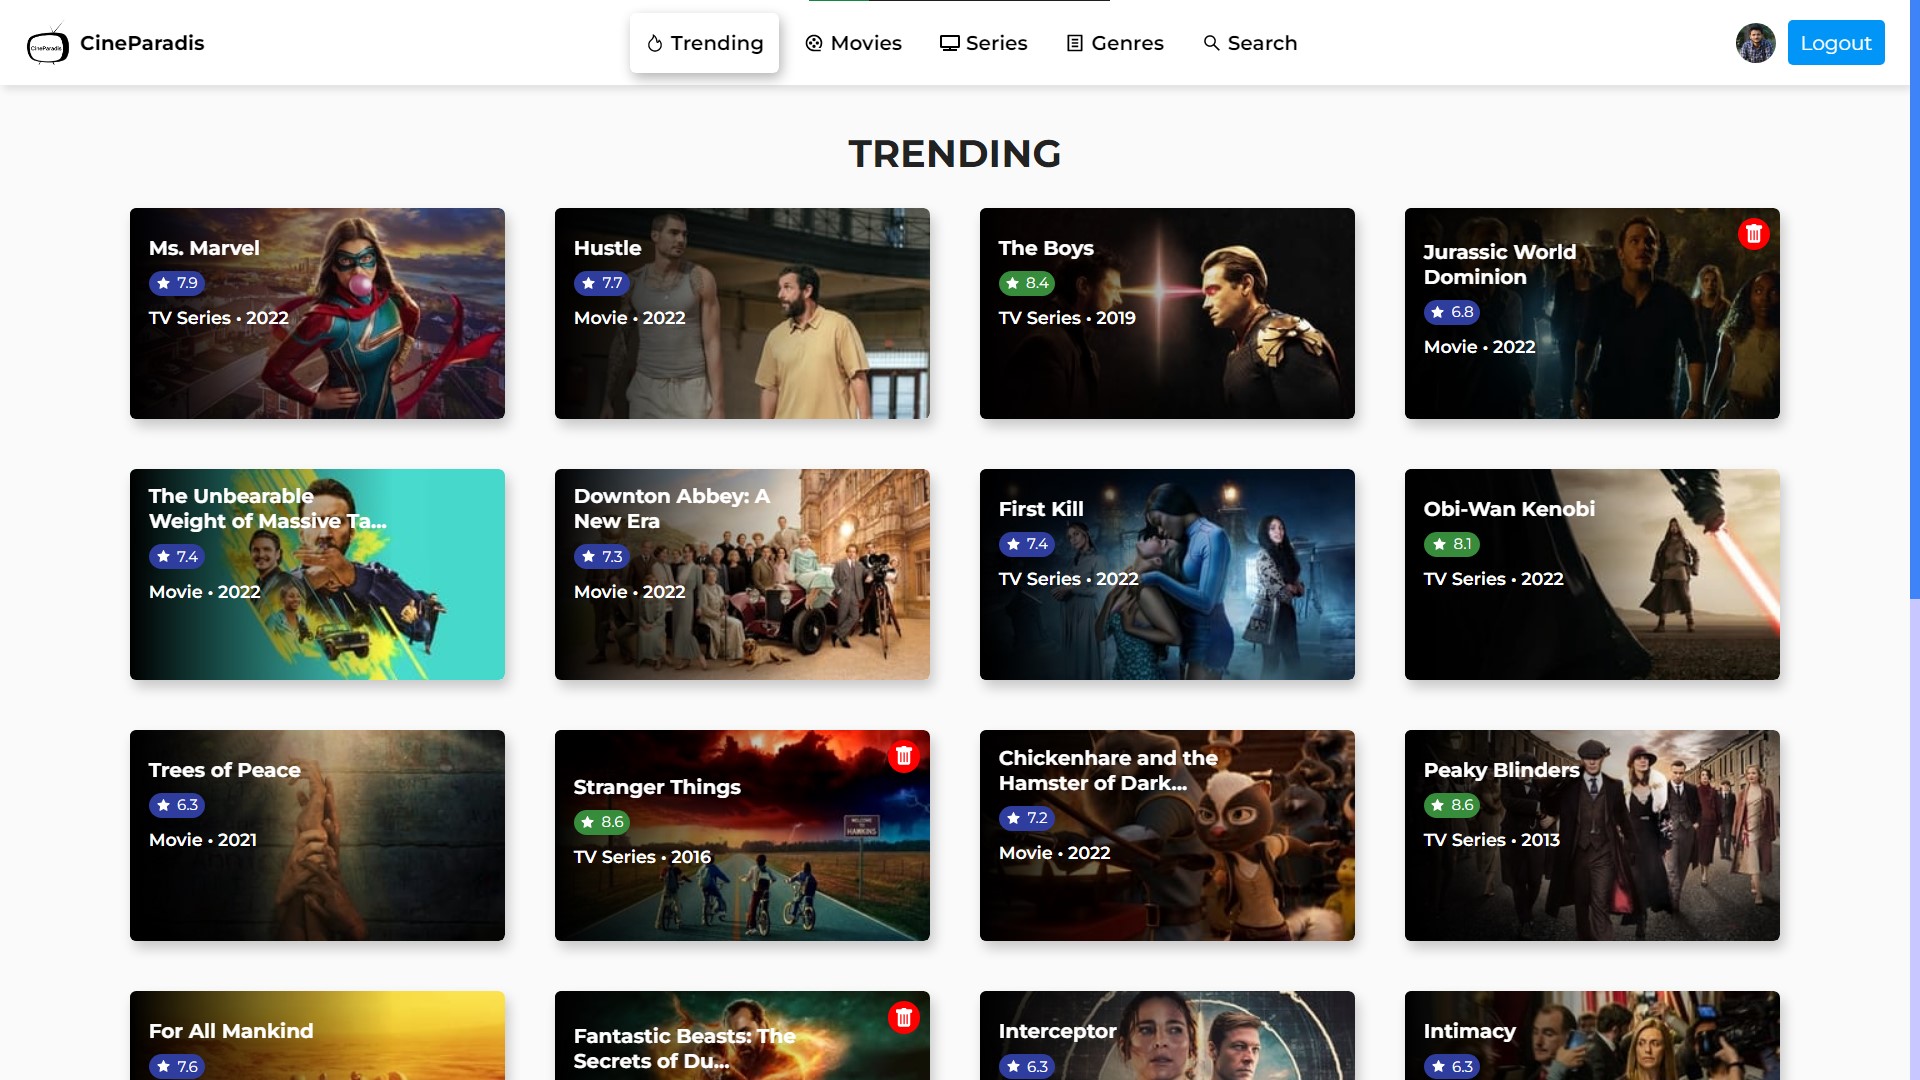 CineParadis
CineParadis
Trending
Movies
Series
Genres
Search
Logout
TRENDING
Ms. Marvel
7.9
TV Series • 2022
Hustle
7.7
Movie • 2022
The Boys
8.4
TV Series • 2019
Jurassic World
Dominion
6.8
Movie • 2022
The Unbearable
Weight of Massive Ta...
7.4
Movie • 2022
Downton Abbey: A
New Era
7.3
Movie • 2022
First Kill
7.4
TV Series • 2022
Obi-Wan Kenobi
8.1
TV Series • 2022
Trees of Peace
6.3
Movie • 2021
Stranger Things
8.6
TV Series • 2016
WELCOME
TO
HAWKINS
Chickenhare and the
Hamster of Dark...
7.2
Movie • 2022
Peaky Blinders
8.6
TV Series • 2013
For All Mankind
7.6
Fantastic Beasts: The
Secrets of Du...
Interceptor
6.3
Intimacy
6.3